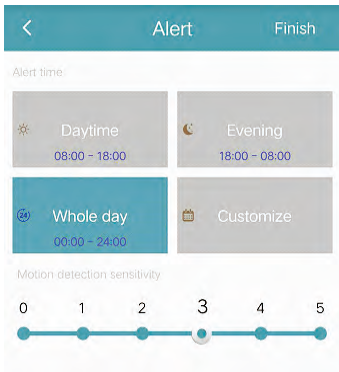 Alert Finish
Alert time
Daytime
08:00 - 18:00
Evening
18:00 - 08:00
24 Whole day
00:00 - 24:00
Customize
Motion detection sensitivity
0 1 2 3 4 5